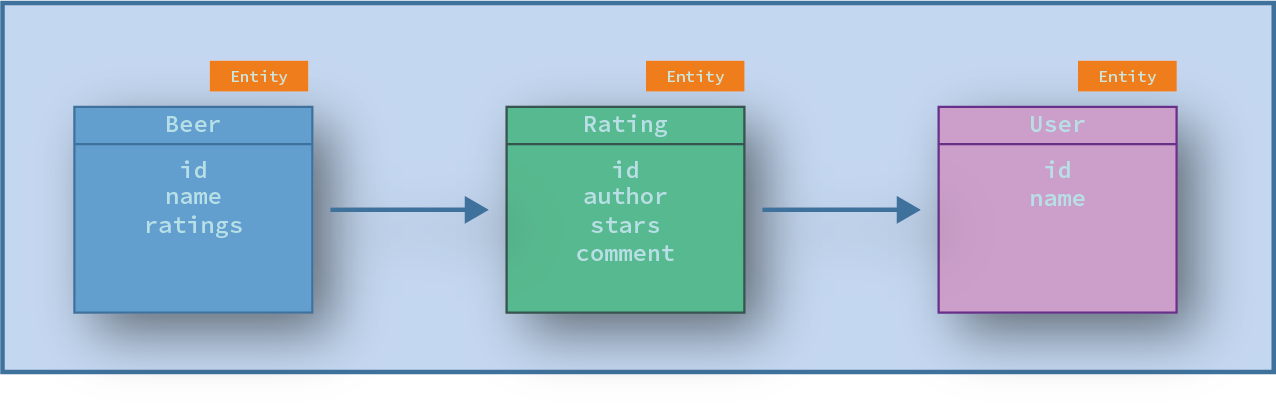 Entity
Beer
id
name
ratings
Entity
Rating
id
author
stars
comment
Entity
User
id
name